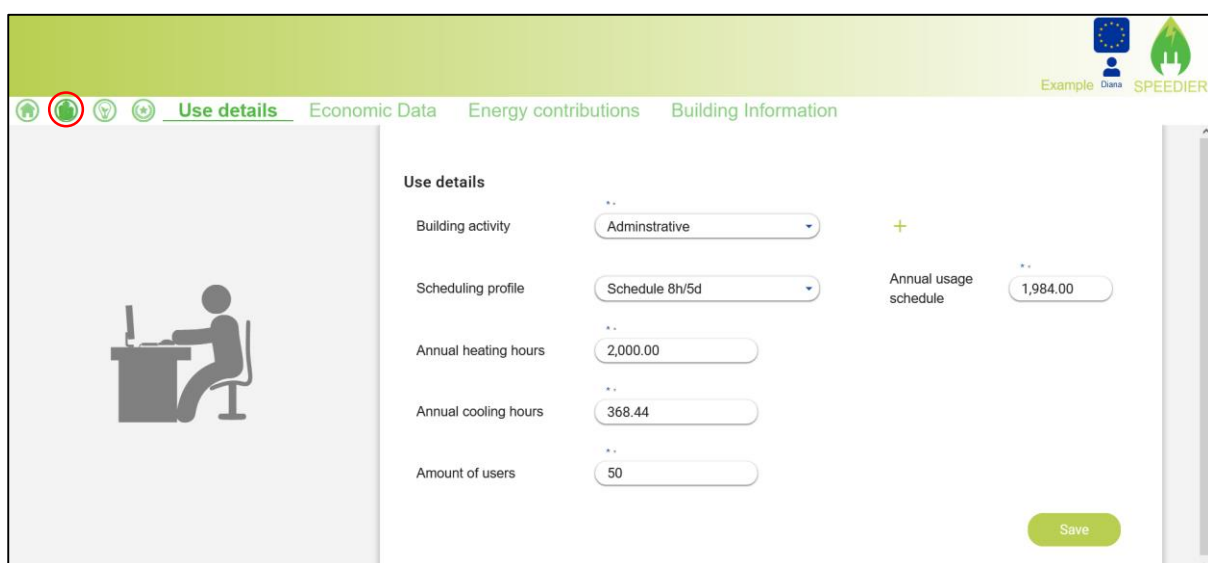 Example Diana SPEEDIER
Use details Economic Data Energy contributions Building Information
Use details
Building activity Adminstrative +
Scheduling profile Schedule 8h/5d Annual usage
schedule 1,984.00
Annual heating hours 2,000.00
Annual cooling hours 368.44
Amount of users 50
Save